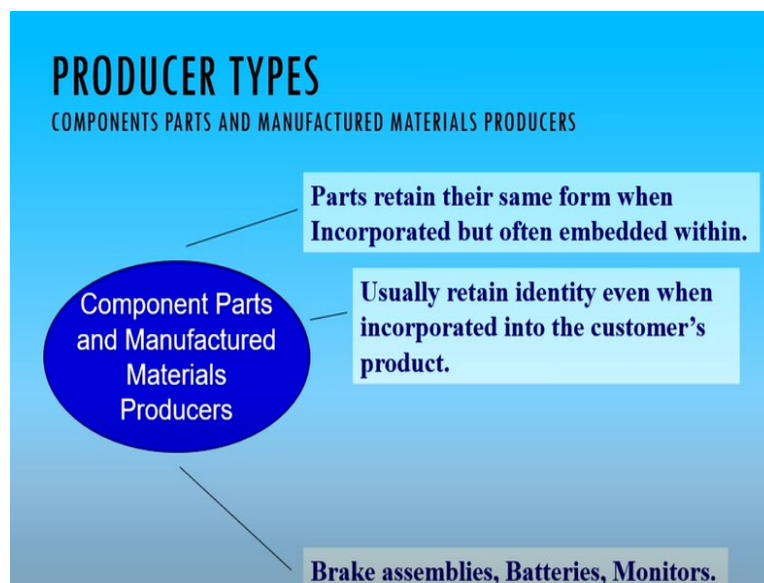 PRODUCER TYPES
COMPONENTS PARTS AND MANUFACTURED MATERIALS PRODUCERS
Parts retain their same form when
Incorporated but often embedded within.
Component Parts
and Manufactured
Materials
Producers
Usually retain identity even when
incorporated into the customer's
product.
Brake assemblies, Batteries, Monitors.